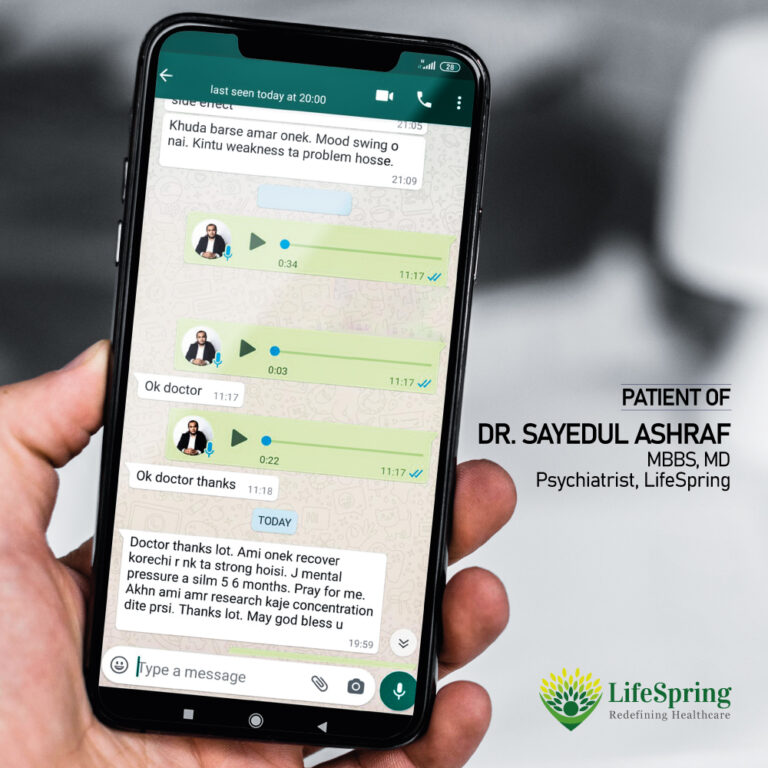 28
last seen today at 20:00
side effect
21:05
Khuda barse amar onek. Mood swing o
nai. Kintu weakness ta problem hosse.
21:09
0:34
11:17
0:03
11:17
Ok doctor
11:17
0:22
11:17
Ok doctor thanks
11:18
TODAY
Doctor thanks lot. Ami onek recover
korechi r nk ta strong hoisi. J mental
pressure a silm 5 6 months. Pray for me.
Akhn ami amr research kaje concentration
dite prsi. Thanks lot. May god bless u
19:59
Type a message
PATIENT OF
DR. SAYEDUL ASHRAF
MBBS, MD
Psychiatrist, LifeSpring
LifeSpring
Redefining Healthcare